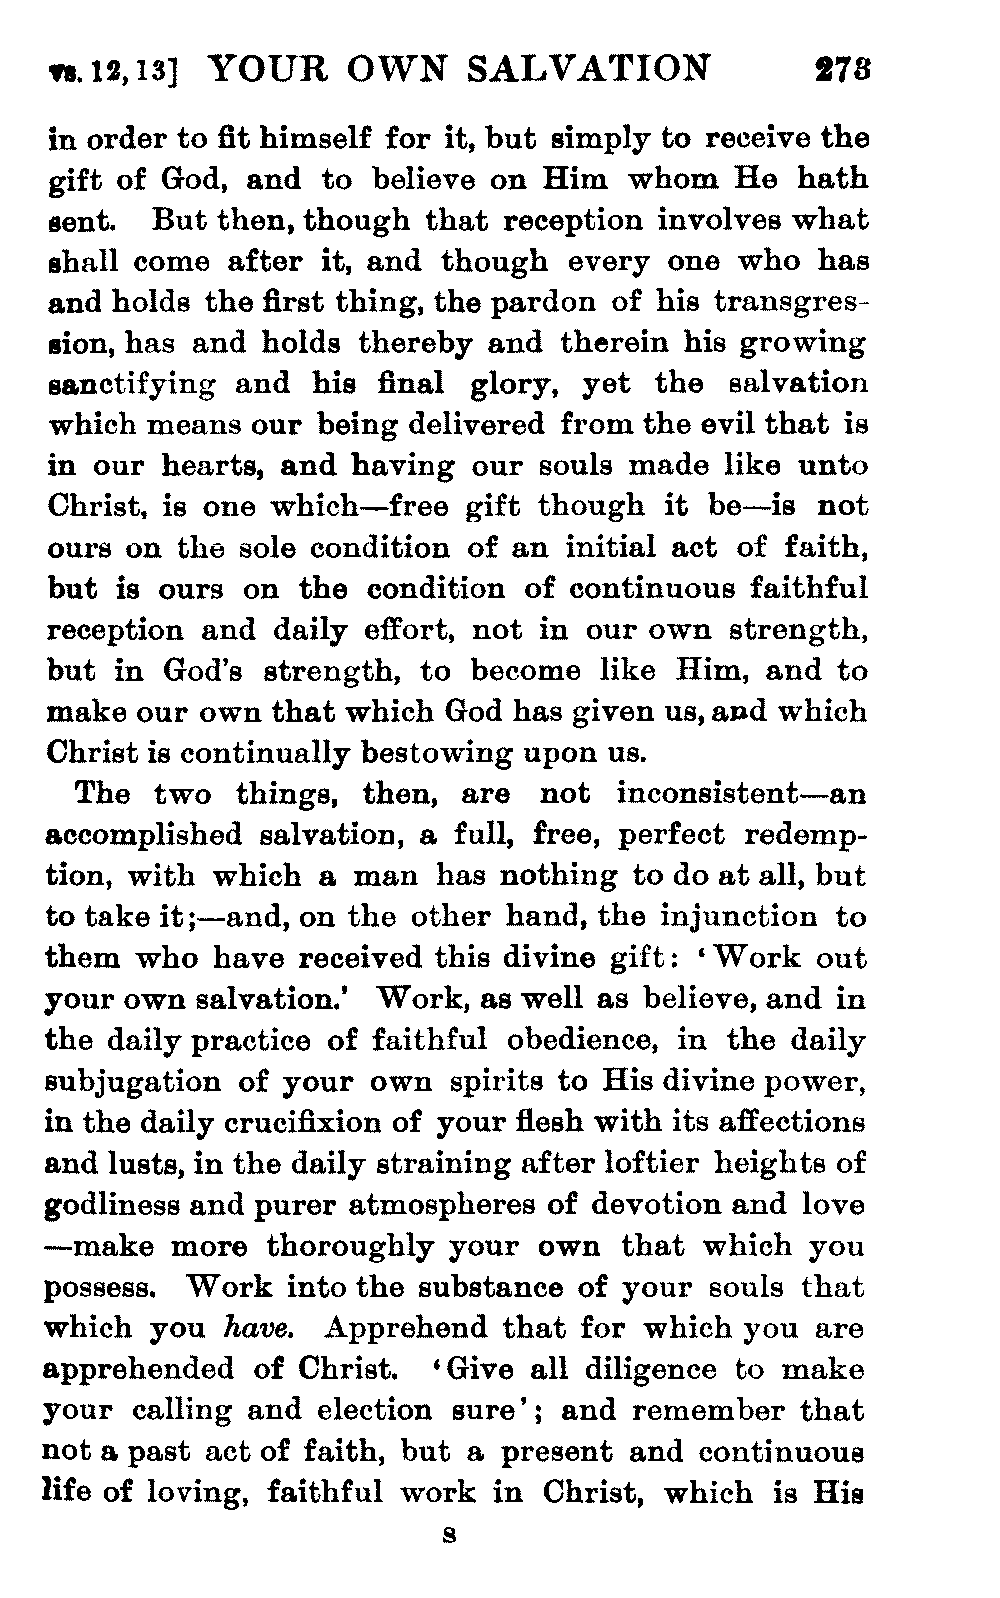 vs. 12, 13] YOUR OWN SALVATION 273
in order to fit himself for it, but simply to receive the
gift of God, and to believe on Him whom He hath
sent. But then, though that reception involves what
shall come after it, and though every one who has
and holds the first thing, the pardon of his transgres-
sion, has and holds thereby and therein his growing
sanctifying and his final glory, yet the salvation
which means our being delivered from the evil that is
in our hearts, and having our souls made like unto
Christ, is one which—free gift though it be—is not
ours on the sole condition of an initial act of faith,
but is ours on the condition of continuous faithful
reception and daily effort, not in our own strength,
but in God's strength, to become like Him, and to
make our own that which God has given us, and which
Christ is continually bestowing upon us.
The two things, then, are not inconsistent—an
accomplished salvation, a full, free, perfect redemp-
tion, with which a man has nothing to do at all, but
to take it;—and, on the other hand, the injunction to
them who have received this divine gift: 'Work out
your own salvation.' Work, as well as believe, and in
the daily practice of faithful obedience, in the daily
subjugation of your own spirits to His divine power,
in the daily crucifixion of your flesh with its affections
and lusts, in the daily straining after loftier heights of
godliness and purer atmospheres of devotion and love
—make more thoroughly your own that which you
possess. Work into the substance of your souls that
which you have. Apprehend that for which you are
apprehended of Christ. 'Give all diligence to make
your calling and election sure'; and remember that
not a past act of faith, but a present and continuous
life of loving, faithful work in Christ, which is His
S